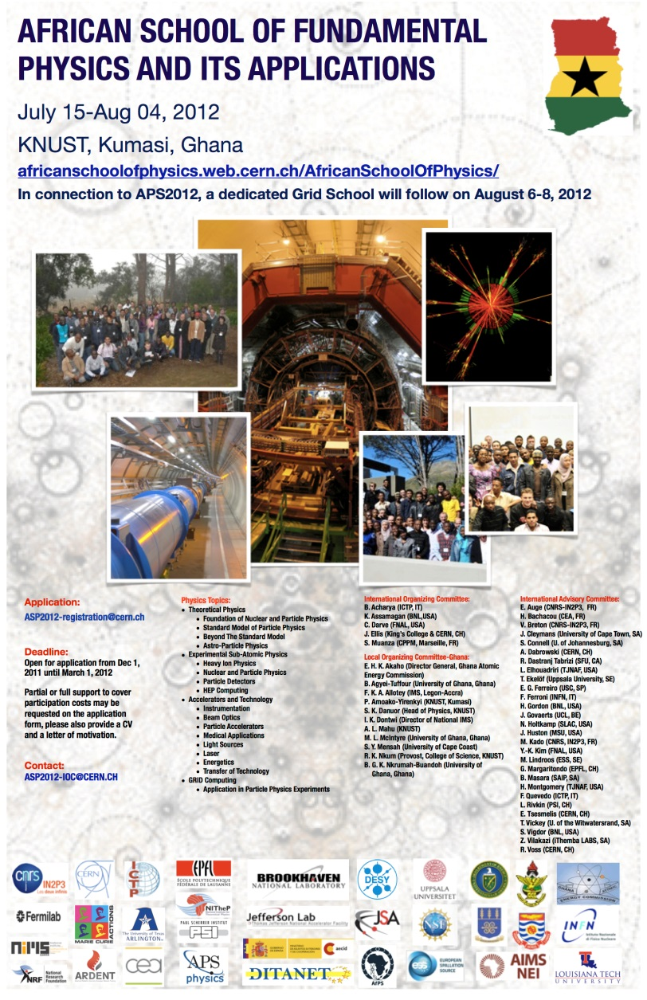 AFRICAN SCHOOL OF FUNDAMENTAL
PHYSICS AND ITS APPLICATIONS
July 15-Aug 04, 2012
KNUST, Kumasi, Ghana
africanschoolofphysics.web.cern.ch/AfricanSchoolOfPhysics/
In connection to APS2012, a dedicated Grid School will follow on August 6-8, 2012
Application:
ASP2012-registration@cern.ch
Deadline:
Open for application from Dec 1,
2011 until March 1, 2012
Partial or full support to cover
participation costs may be
requested on the application
form, please also provide a CV
and a letter of motivation.
Contact:
ASP2012-IOC@CERN.CH
Physics Topics:
• Theoretical Physics
• Foundation of Nuclear and Particle Physics
• Standard Model of Particle Physics
• Beyond The Standard Model
• Astro-Particle Physics
• Experimental Sub-Atomic Physics
• Heavy Ion Physics
• Nuclear and Particle Physics
• Particle Detectors
• HEP Computing
• Accelerators and Technology
• Instrumentation
• Beam Optics
• Particle Accelerators
• Medical Applications
• Light Sources
• Laser
• Energetics
• Transfer of Technology
• GRID Computing
• Application in Particle Physics Experiments
International Organizing Committee:
B. Acharya (ICTP, IT)
K. Assamagan (BNL,USA)
C. Darve (FNAL, USA)
J. Ellis (King's College & CERN, CH)
S. Muanza (CPPM, Marseille, FR)
Local Organizing Committee-Ghana:
E. H. K. Akaho (Director General, Ghana Atomic
Energy Commission)
B. Agyei-Tuffour (University of Ghana, Ghana)
F. K. A. Allotey (IMS, Legon-Accra)
P. Amoako-Yirenkyi (KNUST, Kumasi)
S. K. Danuor (Head of Physics, KNUST)
I. K. Dontwi (Director of National IMS)
A. L. Mahu (KNUST)
M. L. McIntyre (University of Ghana, Ghana)
S. Y. Mensah (University of Cape Coast)
R. K. Nkum (Provost, College of Science, KNUST)
B. G. K. Nkrumah-Buandoh (University of
Ghana, Ghana)
International Advisory Committee:
E. Auge (CNRS-IN2P3, FR)
H. Bachacou (CEA, FR)
V. Breton (CNRS-IN2P3, FR)
J. Cleymans (University of Cape Town, SA)
S. Connell (U. of Johannesburg, SA)
A. Dabrowski (CERN, CH)
R. Dastranj Tabrizi (SFU, CA)
L. Elhouadriri (TJNAF, USA)
T. Ekelöf (Uppsala University, SE)
E. G. Ferreiro (USC, SP)
F. Ferroni (INFN, IT)
H. Gordon (BNL, USA)
J. Govaerts (UCL, BE)
N. Holtkamp (SLAC, USA)
J. Huston (MSU, USA)
M. Kado (CNRS, IN2P3, FR)
Y.-K. Kim (FNAL, USA)
M. Lindroos (ESS, SE)
G. Margaritondo (EPFL, CH)
B. Masara (SAIP, SA)
H. Montgomery (TJNAF, USA)
F. Quevedo (ICTP, IT)
L. Rivkin (PSI, CH)
E. Tsesmelis (CERN, CH)
T. Vickey (U. of the Witwatersrand, SA)
S. Vigdor (BNL, USA)
Z. Vilakazi (iThemba LABS, SA)
R. Voss (CERN, CH)
cnrs IN2P3
Les deux infinis
CERN
ICTP
EPFL
ÉCOLE POLYTECHNIQUE
FÉDÉRALE DE LAUSANNE
BROOKHAVEN
NATIONAL LABORATORY
DESY
UPPSALA
UNIVERSITET
GHANA
ENERGY COMMISSION
Fermilab
MARIE CURIE
ACTIONS
The University of Texas
ARLINGTON
NITheP
PAUL SCHERRER INSTITUT
PSI
Jefferson Lab
Thomas Jefferson National Accelerator Facility
JSA
NSF
INFN
Istituto Nazionale
di Fisica Nucleare
NIMS
GOBIERNO
DE ESPAÑA
aecid
NRF
National
Research
Foundation
ARDENT
cea
APS
physics
DITANET
AfPS
ess
EUROPEAN
SPALLATION
SOURCE
AIMS
NEI
LOUISIANA TECH
UNIVERSITY